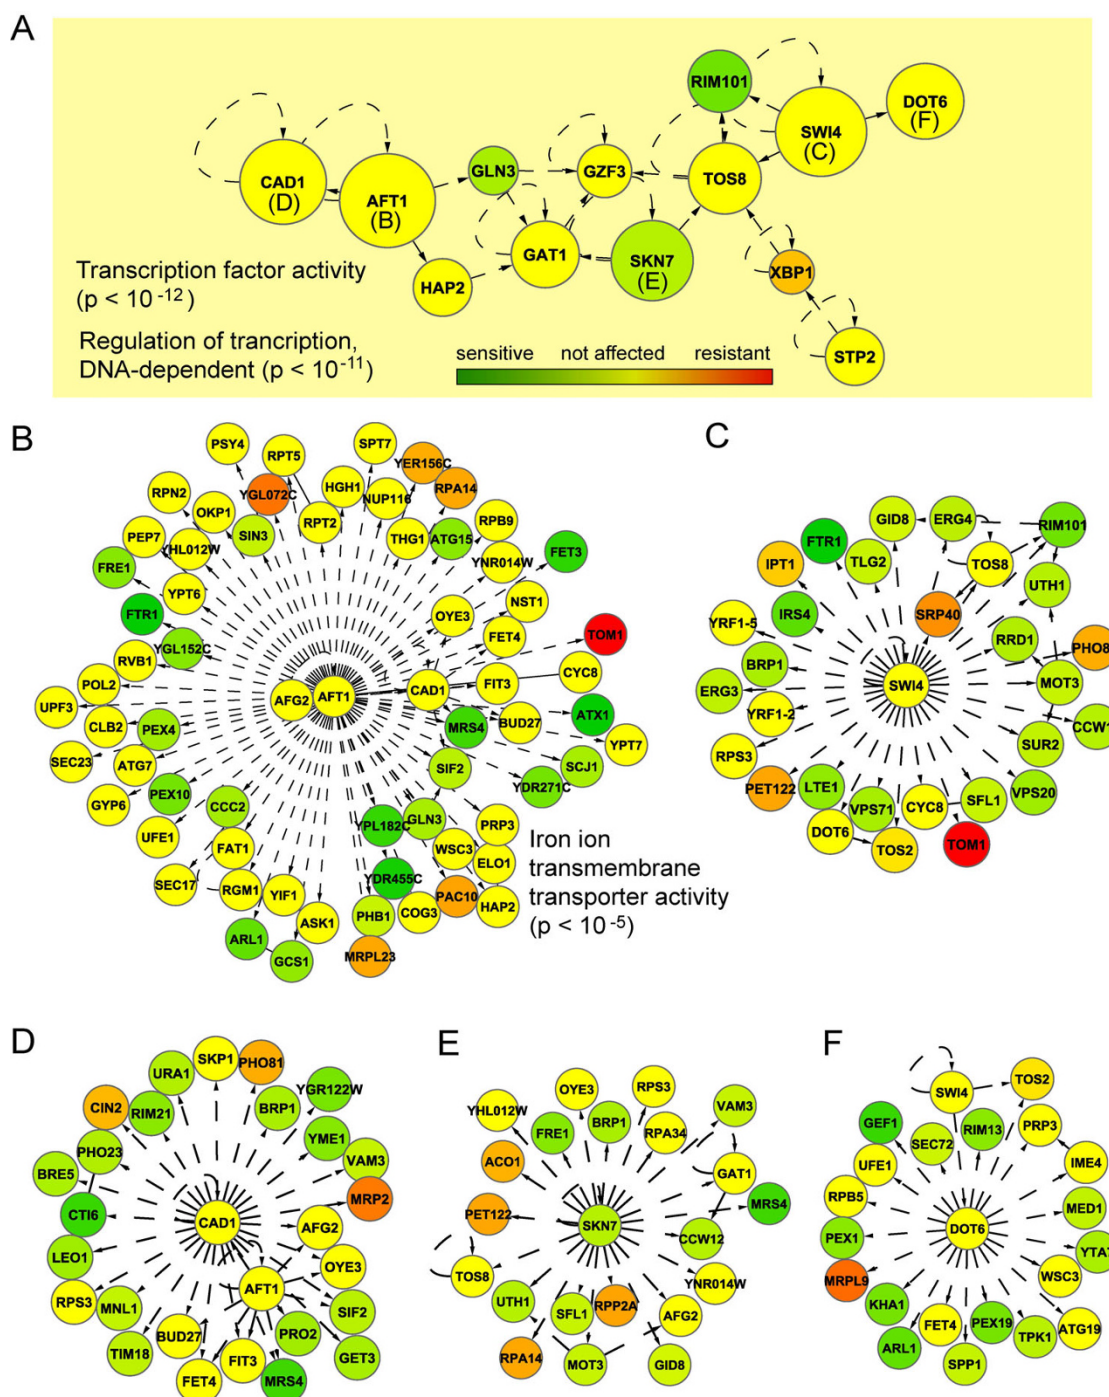 A
RIM101
DOT6
(F)
SWI4
(C)
GLN3
GZF3
TOS8
CAD1
(D)
AFT1
(B)
GAT1
SKN7
(E)
XBP1
HAP2
STP2
Transcription factor activity
(p < 10 -12)
Regulation of trancription,
DNA-dependent (p < 10-11)
sensitive not affected resistant
B
PSY4
RPT5
SPT7
YER156C
YGL072C
RPA14
RPN2
OKP1
HGH1
NUP116
RPT2
RPB9
PEP7
YHL012W
SIN3
THG1
ATG15
FET3
FRE1
YNR014W
YPT6
NST1
FTR1
OYE3
YGL152C
FET4
TOM1
RVB1
POL2
CYC8
FIT3
CAD1
AFT1
AFG2
UPF3
CLB2
PEX4
MRS4
BUD27
ATX1
YPT7
SEC23
ATG7
SIF2
SCJ1
GYP6
PEX10
YDR271C
CCC2
YPL182C
GLN3
PRP3
UFE1
FAT1
WSC3
ELO1
SEC17
RGM1
YIF1
YDR455C
PAC10
HAP2
ASK1
PHB1
COG3
ARL1
GCS1
MRPL23
Iron ion
transmembrane
transporter activity
(p < 10 -5)
C
GID8
ERG4
RIM101
FTR1
IPT1
TLG2
TOS8
UTH1
IRS4
SRP40
YRF1-5
RRD1
PHO8
BRP1
MOT3
ERG3
SWI4
YRF1-2
CCW1
RPS3
SUR2
PET122
LTE1
VPS71
CYC8
SFL1
VPS20
DOT6
TOS2
TOM1
D
SKP1
PHO81
URA1
YGR122W
CIN2
RIM21
BRP1
YME1
PHO23
VAM3
BRE5
MRP2
CTI6
CAD1
AFG2
LEO1
OYE3
AFT1
RPS3
MNL1
SIF2
BUD27
PRO2
TIM18
FIT3
GET3
FET4
MRS4
E
OYE3
RPS3
VAM3
YHL012W
FRE1
BRP1
RPA34
ACO1
GAT1
MRS4
PET122
SKN7
CCW12
TOS8
YNR014W
UTH1
SFL1
RPP2A
AFG2
RPA14
MOT3
GID8
F
SWI4
TOS2
GEF1
RIM13
PRP3
SEC72
UFE1
IME4
RPB5
MED1
DOT6
PEX1
YTA7
MRPL9
WSC3
KHA1
FET4
PEX19
TPK1
ATG19
ARL1
SPP1